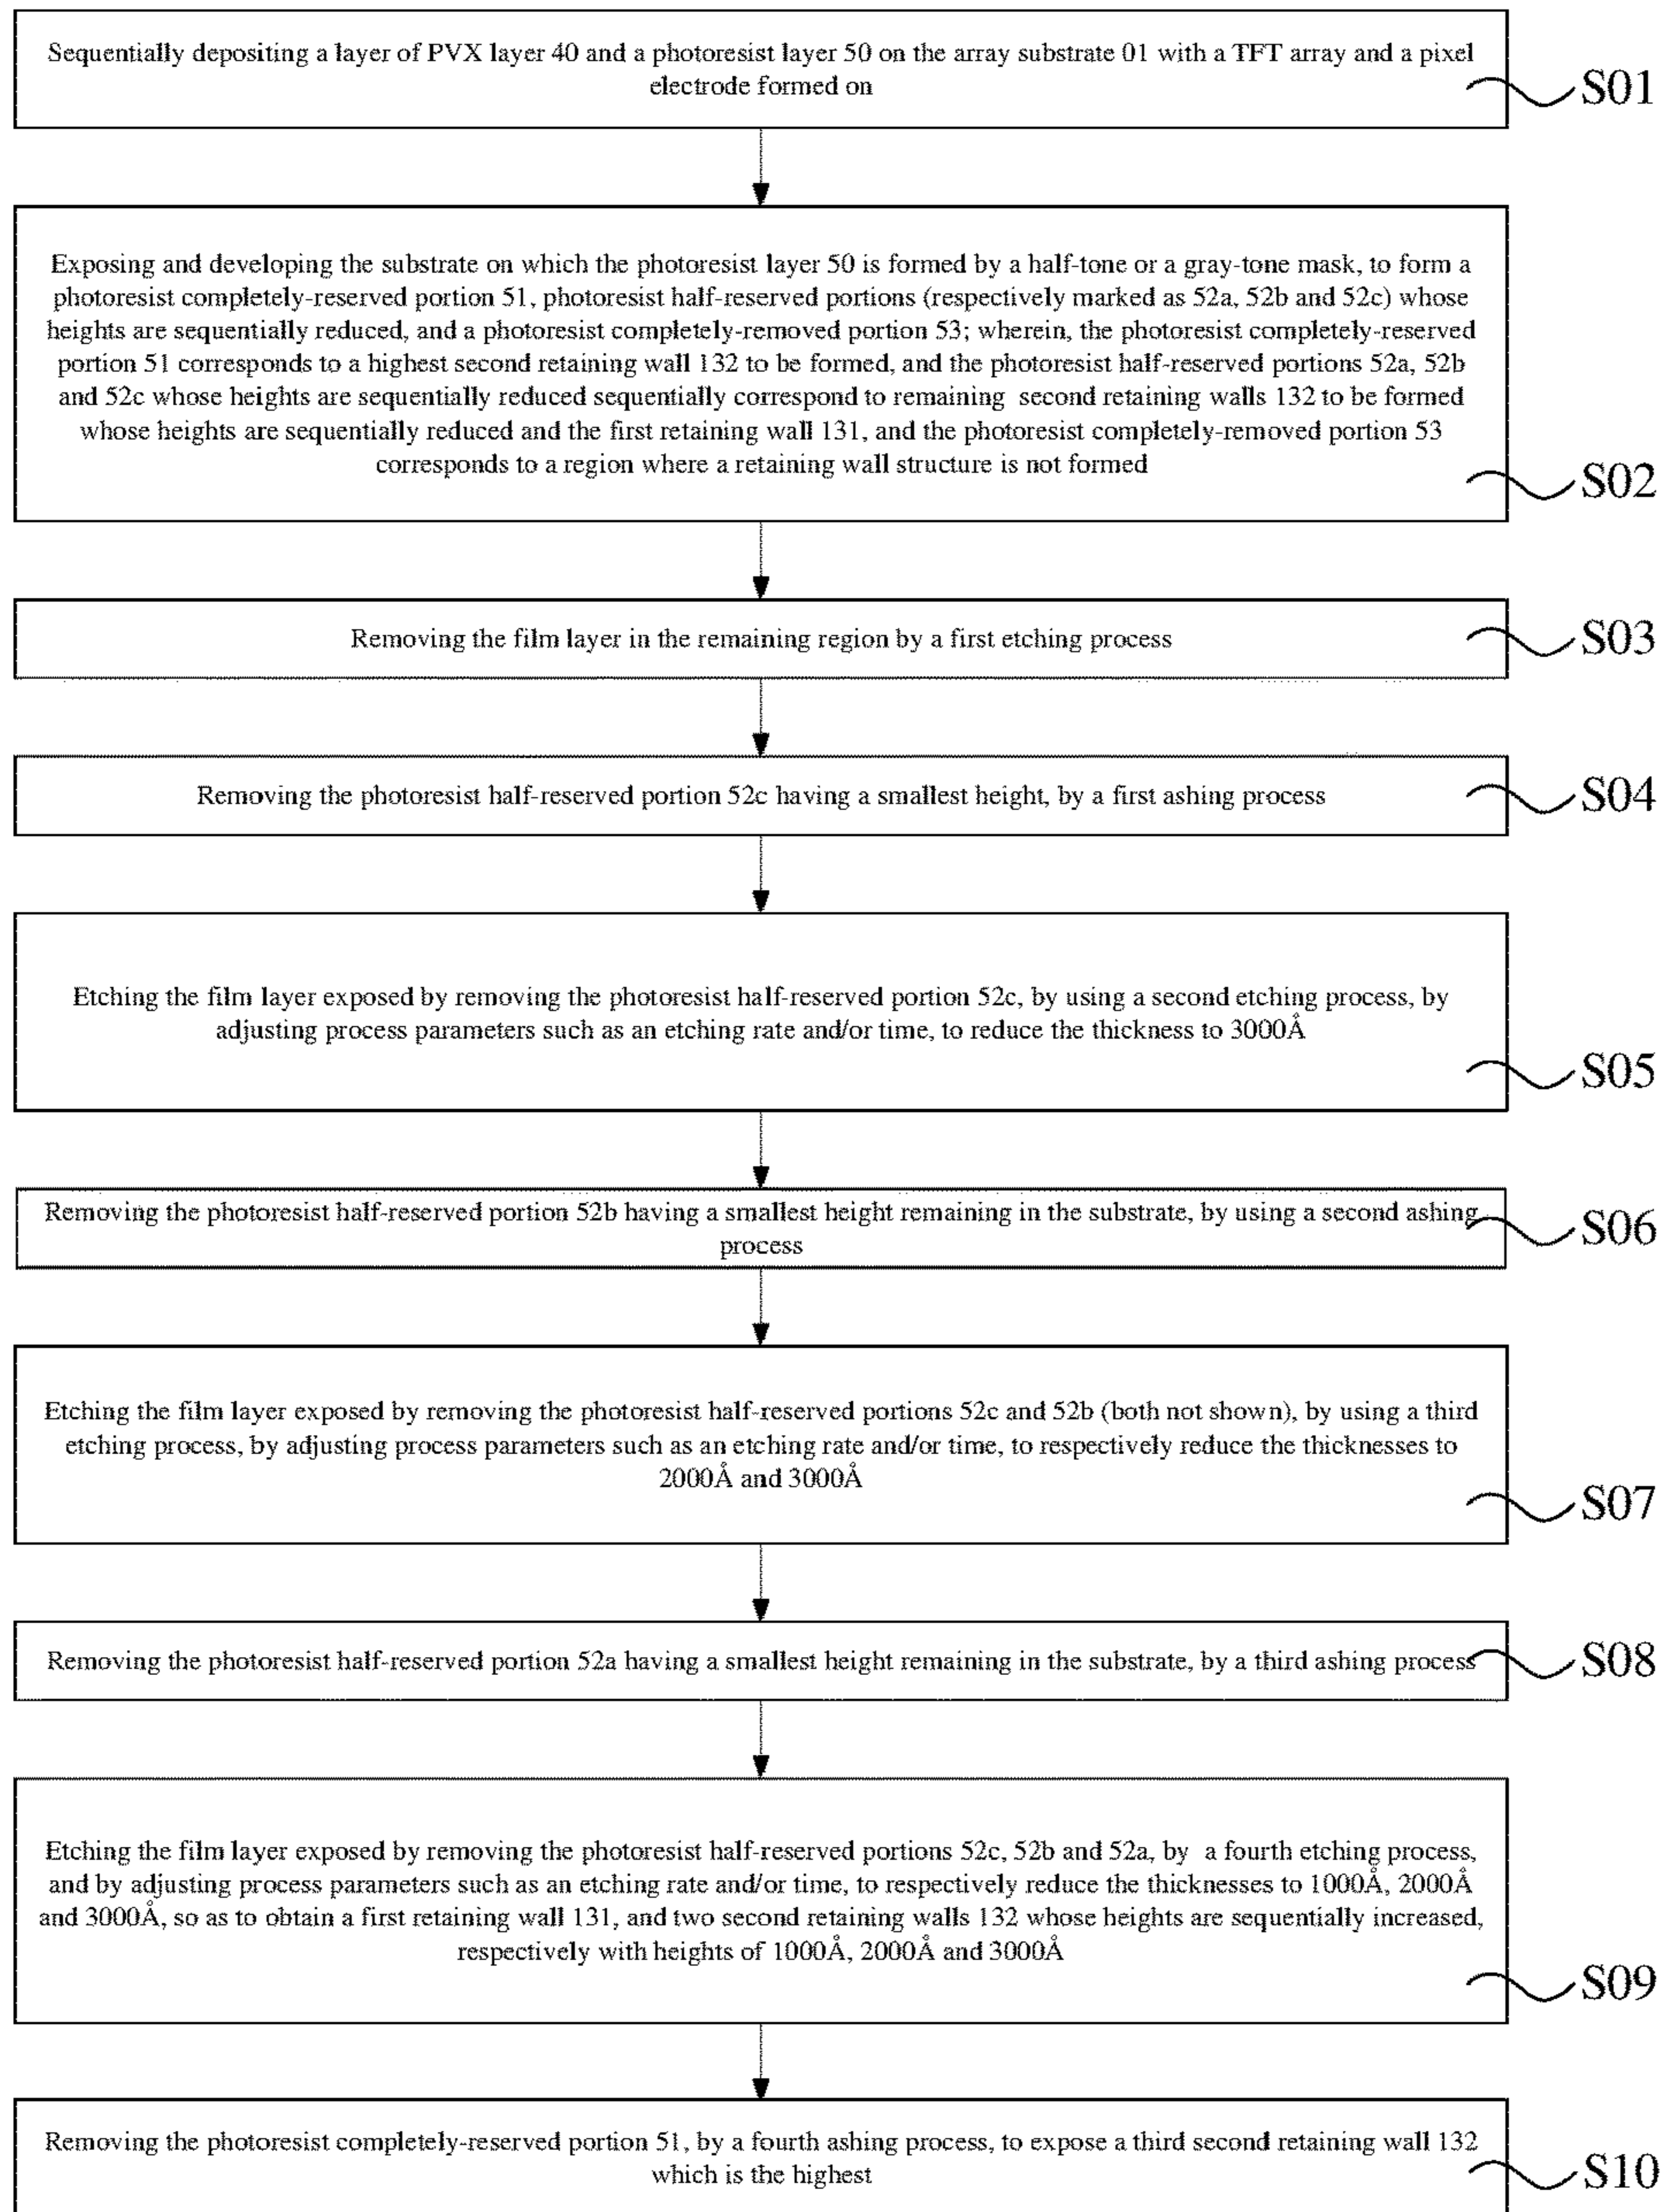 Sequentially depositing a layer of PVX layer 40 and a photoresist layer 50 on the array substrate 01 with a TFT array and a pixel
electrode formed on
S01
Exposing and developing the substrate on which the photoresist layer 50 is formed by a half-tone or a gray-tone mask, to form a
photoresist completely-reserved portion 51, photoresist half-reserved portions (respectively marked as 52a, 52b and 52c) whose
heights are sequentially reduced, and a photoresist completely-removed portion 53; wherein, the photoresist completely-reserved
portion 51 corresponds to a highest second retaining wall 132 to be formed, and the photoresist half-reserved portions 52a, 52b
and 52c whose heights are sequentially reduced sequentially correspond to remaining second retaining walls 132 to be formed
whose heights are sequentially reduced and the first retaining wall 131, and the photoresist completely-removed portion 53
corresponds to a region where a retaining wall structure is not formed
S02
Removing the film layer in the remaining region by a first etching process
S03
Removing the photoresist half-reserved portion 52c having a smallest height, by a first ashing process
S04
Etching the film layer exposed by removing the photoresist half-reserved portion 52c, by using a second etching process, by
adjusting process parameters such as an etching rate and/or time, to reduce the thickness to 3000Å
S05
Removing the photoresist half-reserved portion 52b having a smallest height remaining in the substrate, by using a second ashing
process
S06
Etching the film layer exposed by removing the photoresist half-reserved portions 52c and 52b (both not shown), by using a third
etching process, by adjusting process parameters such as an etching rate and/or time, to respectively reduce the thicknesses to
2000Å and 3000Å
S07
Removing the photoresist half-reserved portion 52a having a smallest height remaining in the substrate, by a third ashing process
S08
Etching the film layer exposed by removing the photoresist half-reserved portions 52c, 52b and 52a, by a fourth etching process,
and by adjusting process parameters such as an etching rate and/or time, to respectively reduce the thicknesses to 1000Å, 2000Å
and 3000Å, so as to obtain a first retaining wall 131, and two second retaining walls 132 whose heights are sequentially increased,
respectively with heights of 1000Å, 2000Å and 3000Å
S09
Removing the photoresist completely-reserved portion 51, by a fourth ashing process, to expose a third second retaining wall 132
which is the highest
S10